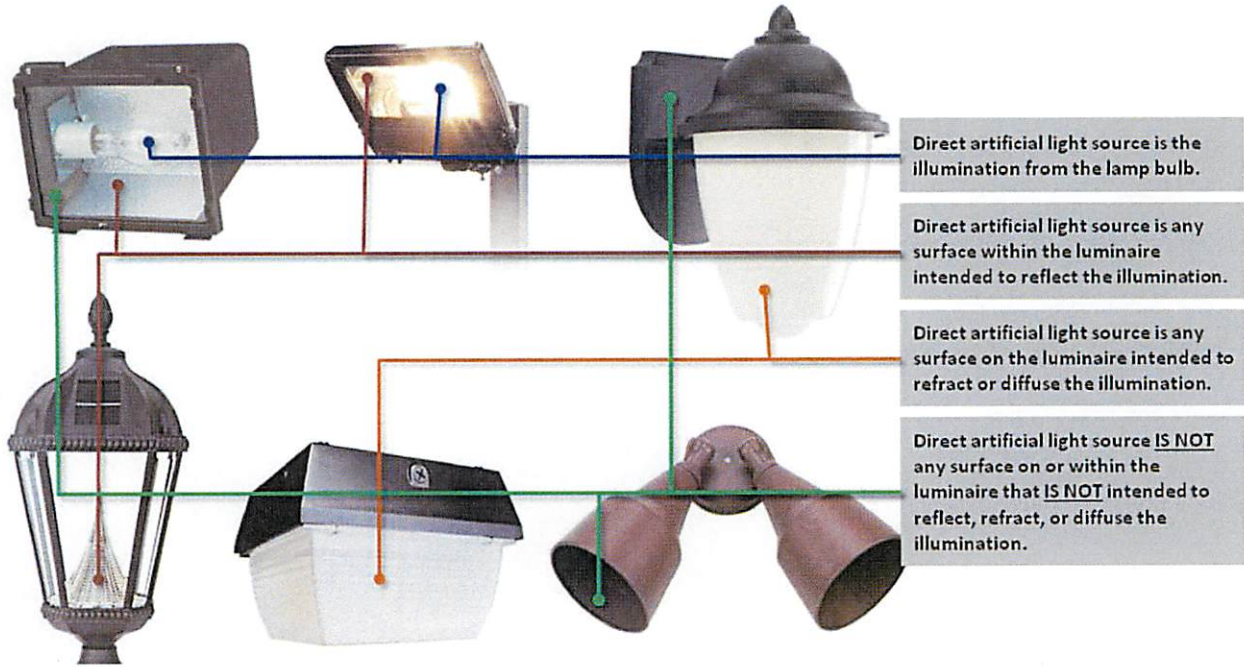 Direct artificial light source is the
illumination from the lamp bulb.
Direct artificial light source is any
surface within the luminaire
intended to reflect the illumination.
Direct artificial light source is any
surface on the luminaire intended to
refract or diffuse the illumination.
Direct artificial light source IS NOT
any surface on or within the
luminaire that IS NOT intended to
reflect, refract, or diffuse the
illumination.